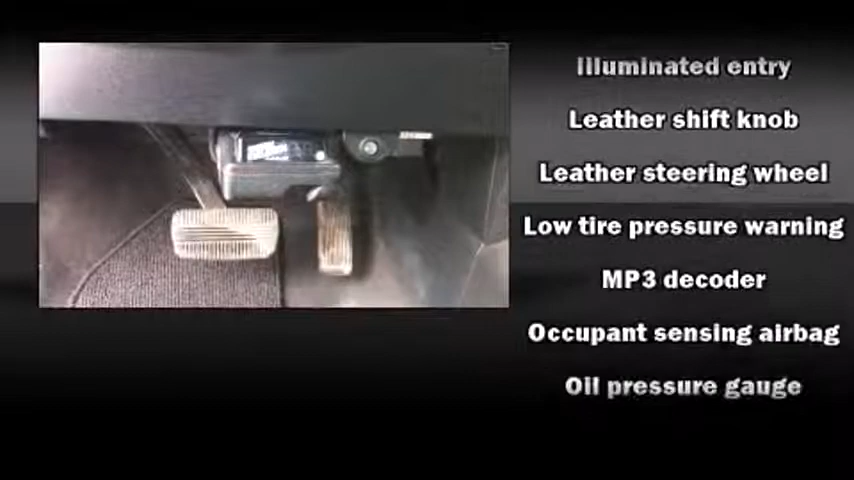 Illuminated entry
Leather shift knob
Leather steering wheel
Low tire pressure warning
MP3 decoder
Occupant sensing airbag
Oil pressure gauge